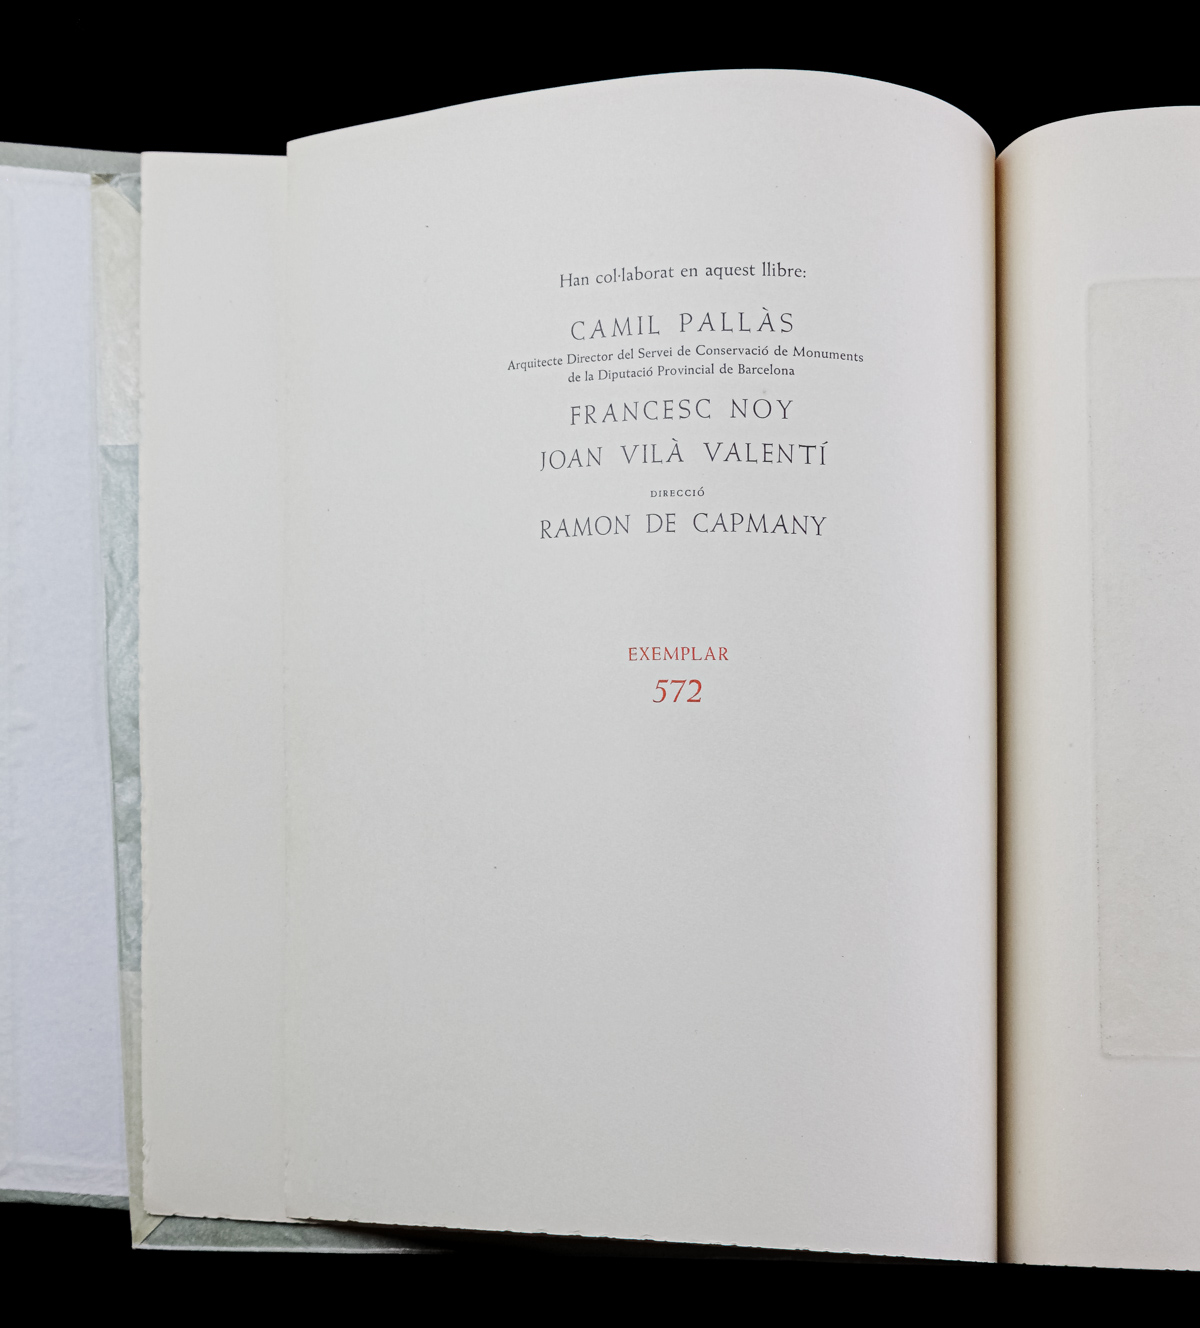 Han col·laborat en aquest llibre:
CAMIL PALLÀS
Arquitecte Director del Servei de Conservació de Monuments
de la Diputació Provincial de Barcelona
FRANCESC NOY
JOAN VILÀ VALENTÍ
DIRECCIÓ
RAMON DE CAPMANY
EXEMPLAR
572